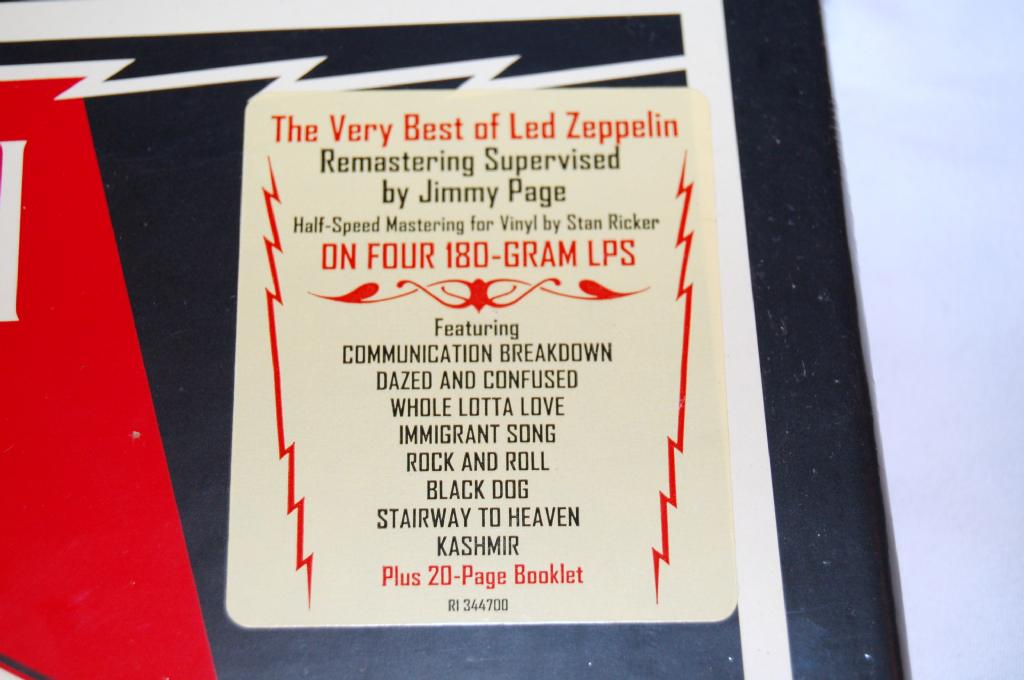 The Very Best of Led Zeppelin
Remastering Supervised
by Jimmy Page
Half-Speed Mastering for Vinyl by Stan Ricker
ON FOUR 180-GRAM LPS
Featuring
COMMUNICATION BREAKDOWN
DAZED AND CONFUSED
WHOLE LOTTA LOVE
IMMIGRANT SONG
ROCK AND ROLL
BLACK DOG
STAIRWAY TO HEAVEN
KASHMIR
Plus 20-Page Booklet
R1 344700